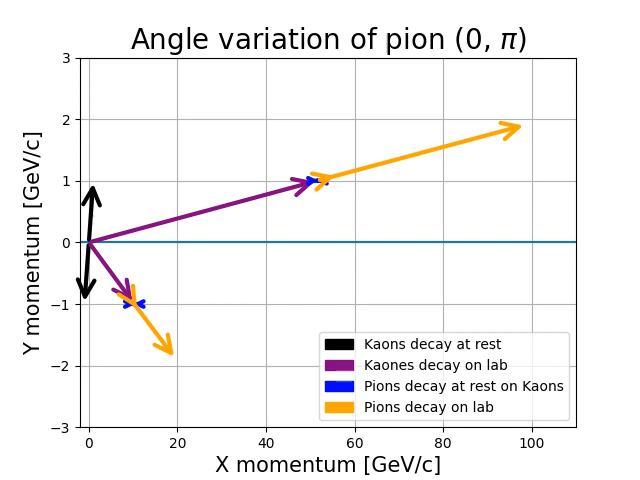 Angle variation of pion (0, π)
Y momentum [GeV/c]
3
2
1
0
−1
−2
−3
Kaons decay at rest
Kaones decay on lab
Pions decay at rest on Kaons
Pions decay on lab
0 20 40 60 80 100
X momentum [GeV/c]